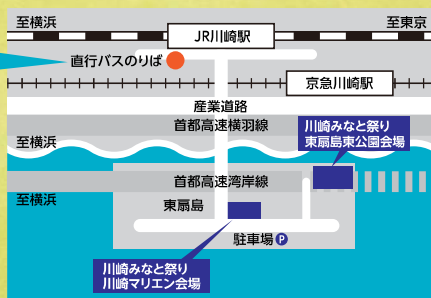 至横浜
至東京
JR川崎駅
直行バスのりば
京急川崎駅
産業道路
首都高速横羽線
至横浜
川崎みなと祭り
東扇島東公園会場
首都高速湾岸線
至横浜
東扇島
駐車場 P
川崎みなと祭り
川崎マリエン会場